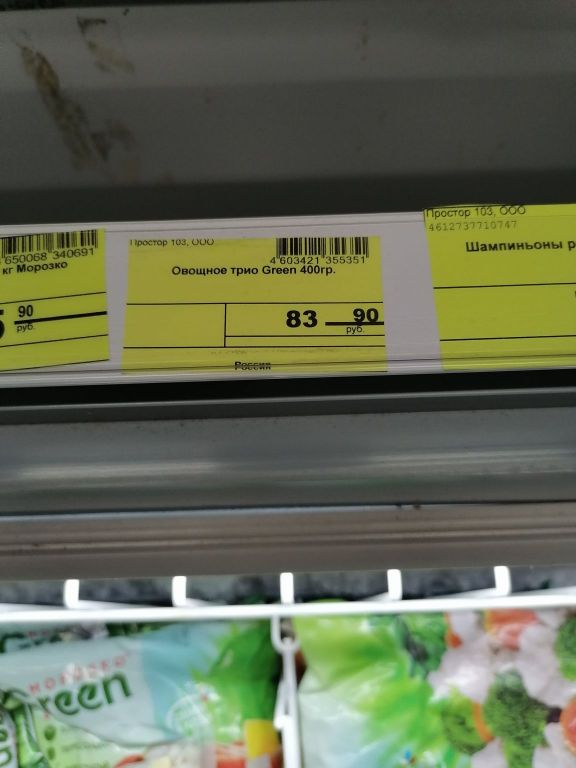 650068 340691
кг Морозко
90
руб.
Простор 103, ООО
4 603421 355351
Овощное трио Green 400гр.
83 90
руб.
Россия
Простор 103, ООО
4612737710747
Шампиньоны
МОРОЗКО
Green